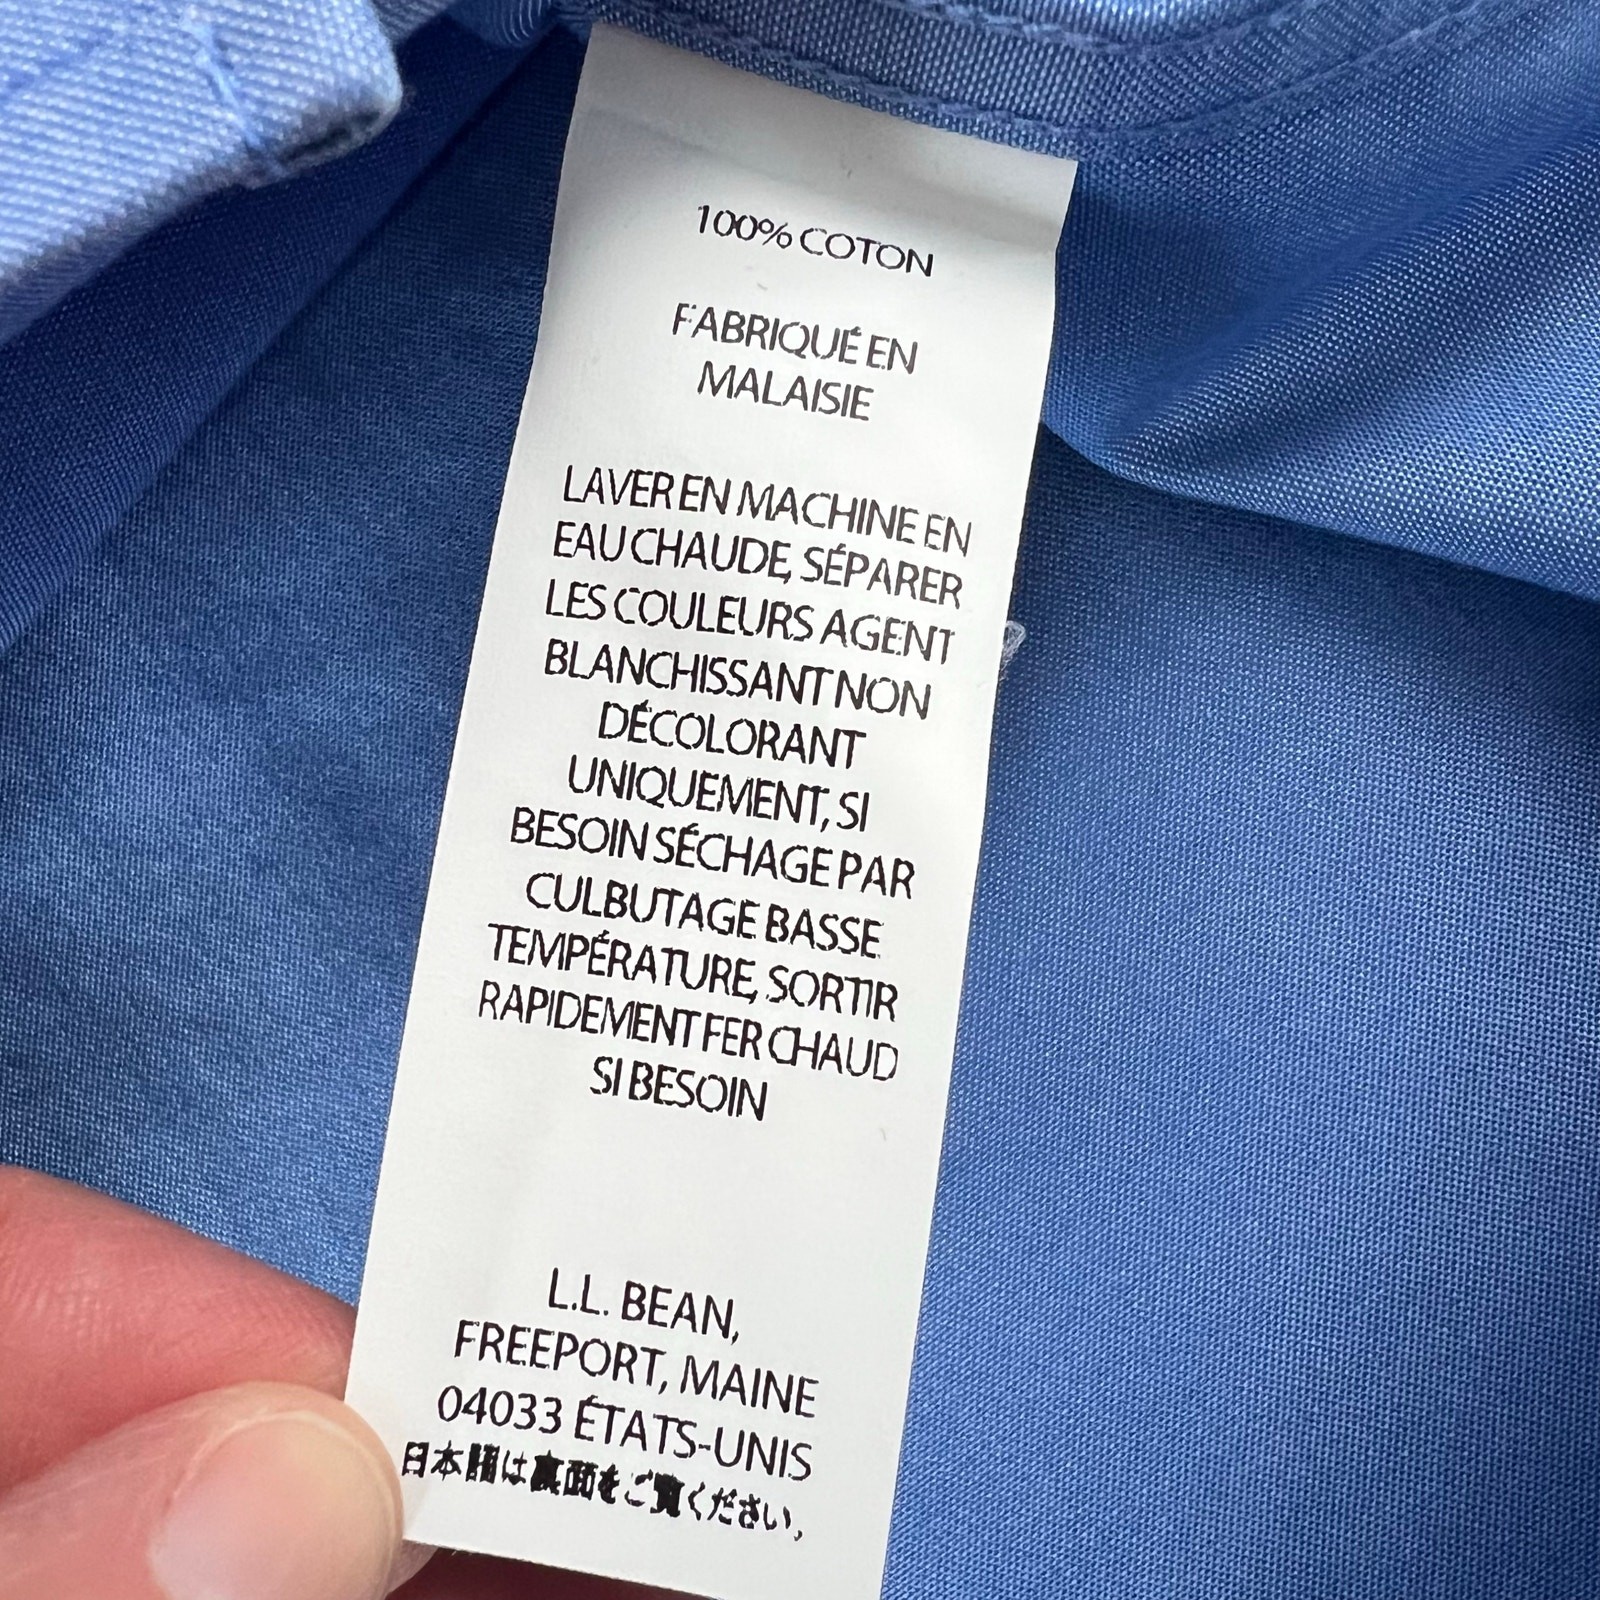 100% COTON
FABRIQUÉ EN
MALAISIE
LAVER EN MACHINE EN
EAU CHAUDE, SÉPARER
LES COULEURS AGENT
BLANCHISSANT NON
DÉCOLORANT
UNIQUEMENT, SI
BESOIN SÉCHAGE PAR
CULBUTAGE BASSE
TEMPÉRATURE, SORTIR
RAPIDEMENT FER CHAUD
SI BESOIN
L.L. BEAN,
FREEPORT, MAINE
04033 ÉTATS-UNIS
日本語は裏面をご覧ください,